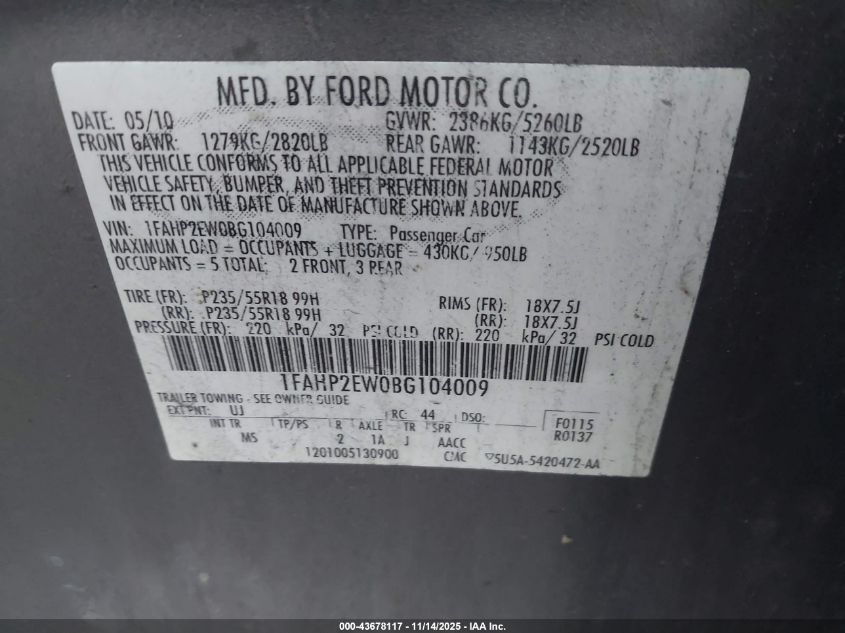 MFD. BY FORD MOTOR CO.
DATE: 05/10 GVWR: 2386KG/5260LB
FRONT GAWR: 1279KG/2820LB REAR GAWR: 1143KG/2520LB
THIS VEHICLE CONFORMS TO ALL APPLICABLE FEDERAL MOTOR
VEHICLE SAFETY, BUMPER, AND THEFT PREVENTION STANDARDS
IN EFFECT ON THE DATE OF MANUFACTURE SHOWN ABOVE.
VIN: 1FAHP2EW0BG104009 TYPE: Passenger Car
MAXIMUM LOAD = OCCUPANTS + LUGGAGE = 430KG/ 950LB
OCCUPANTS = 5 TOTAL; 2 FRONT, 3 REAR
TIRE (FR): P235/55R18 99H RIMS (FR): 18X7.5J
(RR): P235/55R18 99H (RR): 18X7.5J
PRESSURE (FR): 220 kPa/ 32 PSI COLD (RR): 220 kPa/ 32 PSI COLD
1FAHP2EW0BG104009
TRAILER TOWING - SEE OWNER GUIDE
EXT PNT: UJ RC: 44 DSO: F0115
INT TR TP/PS R AXLE TR SPR R0137
MS 2 1A J AACC
1201005130900 CMC 5U5A-5420472-AA
000-43678117 - 11/14/2025 - IAA Inc.